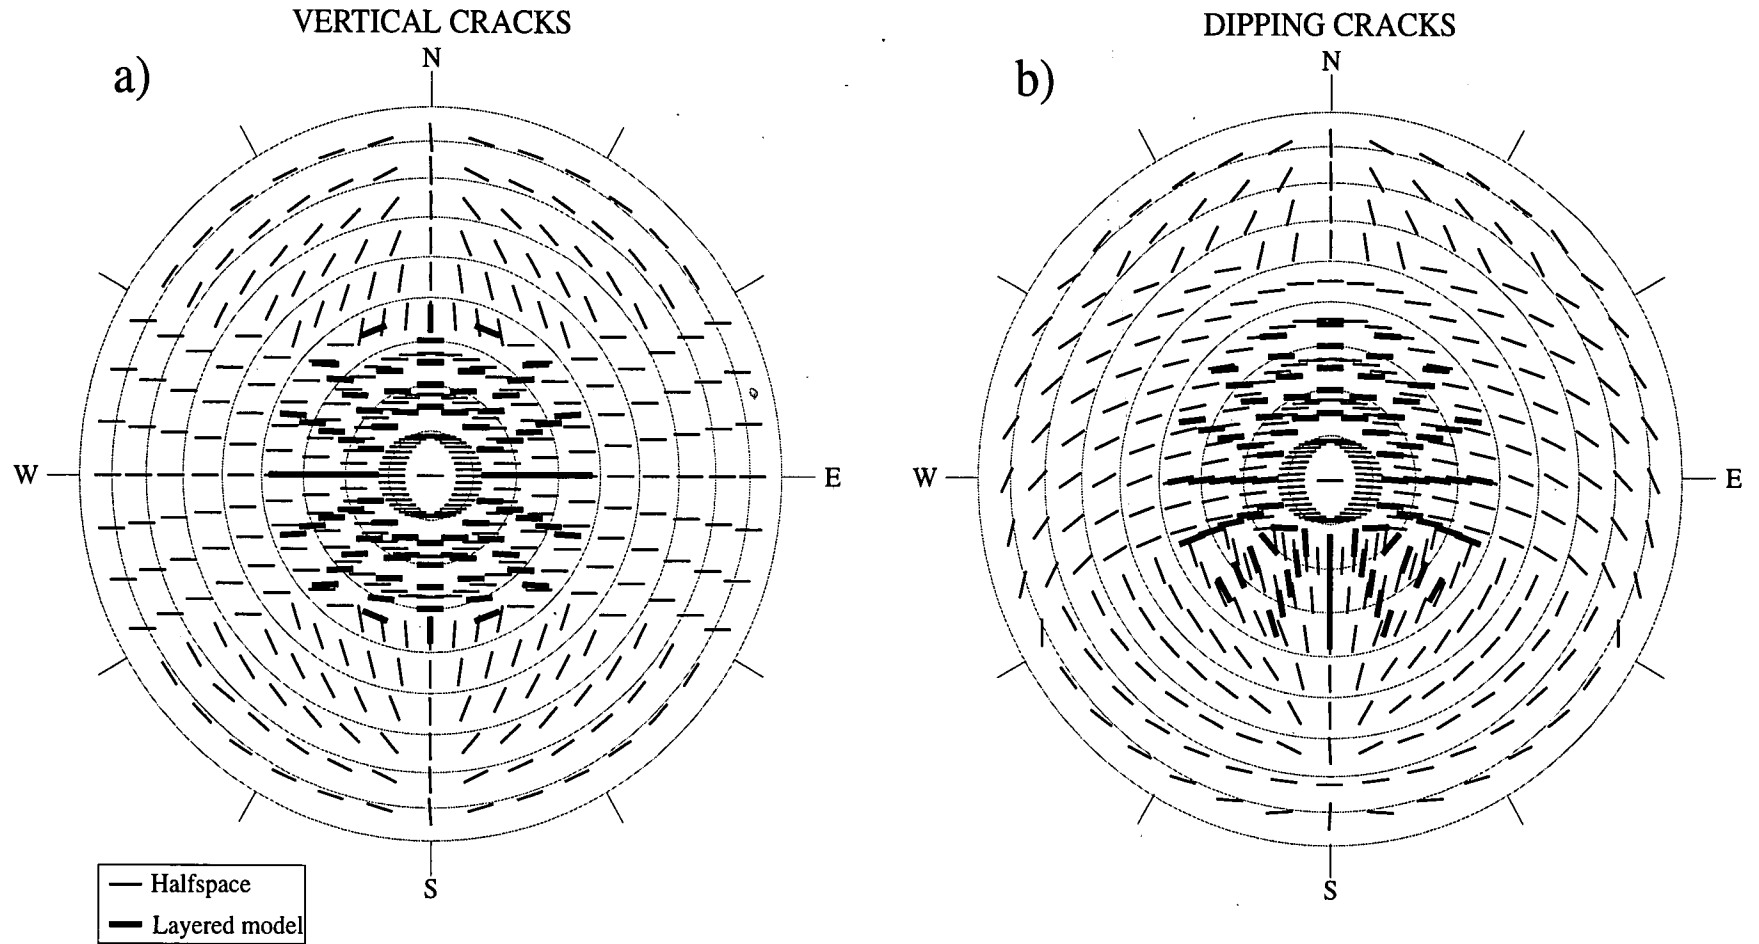 VERTICAL CRACKS
DIPPING CRACKS
a)
N
b)
N
W
E
W
E
S
S
Halfspace
Layered model